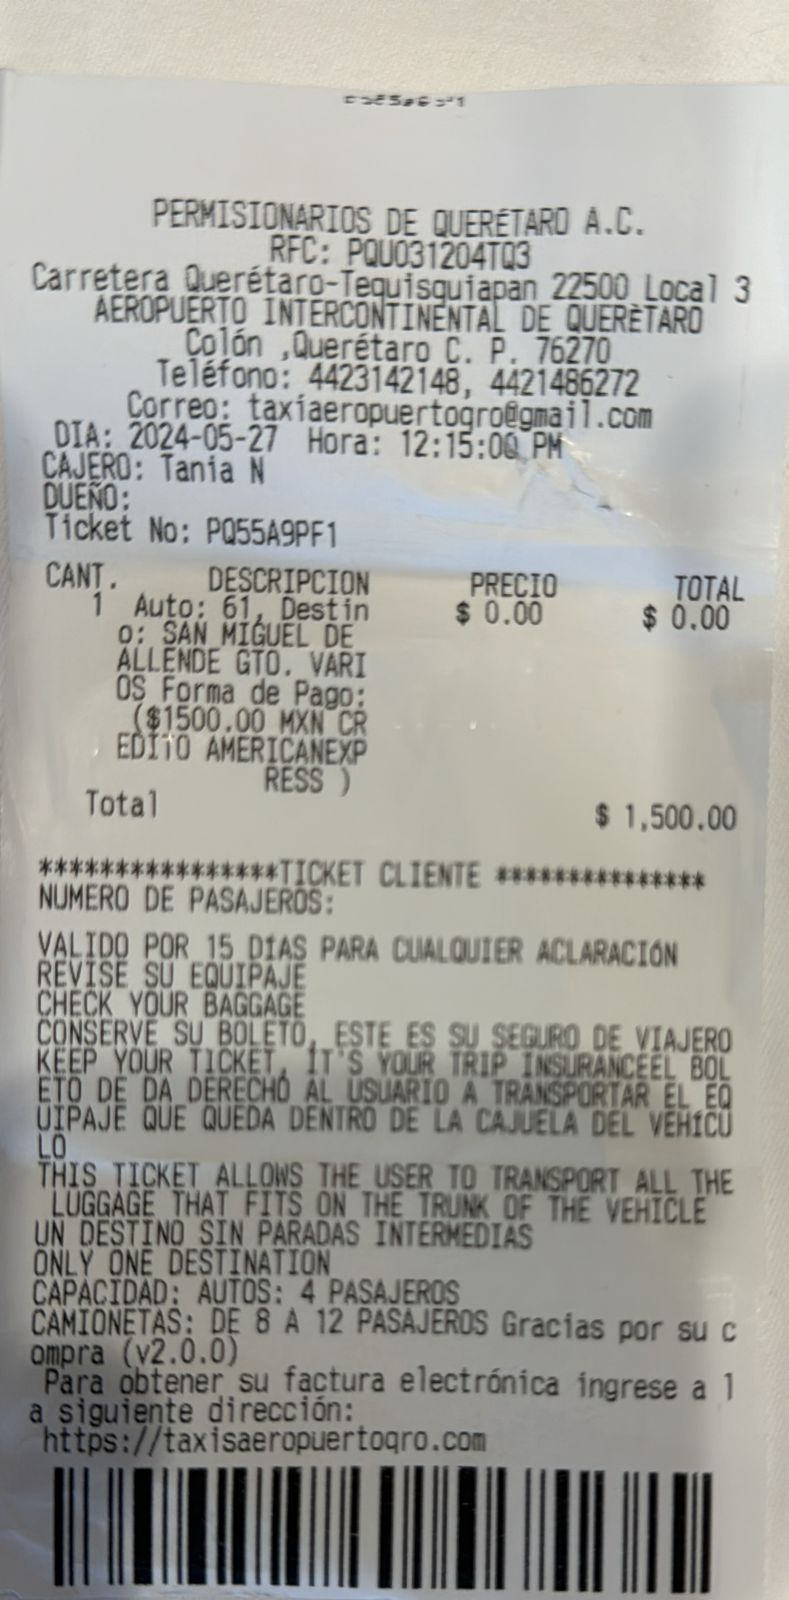 PERMISIONARIOS DE QUERÉTARO A.C.
RFC: PQU031204TQ3
Carretera Querétaro-Tequisquiapan 22500 Local 3
AEROPUERTO INTERCONTINENTAL DE QUERÈTARO
Colón ,Querétaro C. P. 76270
Teléfono: 4423142148, 4421486272
Correo: taxiaeropuertoqro@gmail.com
DIA: 2024-05-27 Hora: 12:15:00 PM
CAJERO: Tania N
DUEÑO:
Ticket No: PQ55A9PF1
CANT. DESCRIPCION PRECIO TOTAL
1 Auto: 61, Destin $ 0.00 $ 0.00
o: SAN MIGUEL DE
ALLENDE GTO. VARI
OS Forma de Pago:
($1500.00 MXN CR
EDITO AMERICANEXP
RESS )
Total $ 1,500.00
****************TICKET CLIENTE ***************
NUMERO DE PASAJEROS:
VALIDO POR 15 DÍAS PARA CUALQUIER ACLARACIÓN
REVISE SU EQUIPAJE
CHECK YOUR BAGGAGE
CONSERVE SU BOLETO, ESTE ES SU SEGURO DE VIAJERO
KEEP YOUR TICKET, IT'S YOUR TRIP INSURANCEEL BOL
ETO DE DA DERECHO AL USUARIO A TRANSPORTAR EL EQ
UIPAJE QUE QUEDA DENTRO DE LA CAJUELA DEL VEHÍCU
LO
THIS TICKET ALLOWS THE USER TO TRANSPORT ALL THE
LUGGAGE THAT FITS ON THE TRUNK OF THE VEHICLE
UN DESTINO SIN PARADAS INTERMEDIAS
ONLY ONE DESTINATION
CAPACIDAD: AUTOS: 4 PASAJEROS
CAMIONETAS: DE 8 A 12 PASAJEROS Gracias por su c
ompra (v2.0.0)
Para obtener su factura electrónica ingrese a l
a siguiente dirección:
https://taxisaeropuertoqro.com